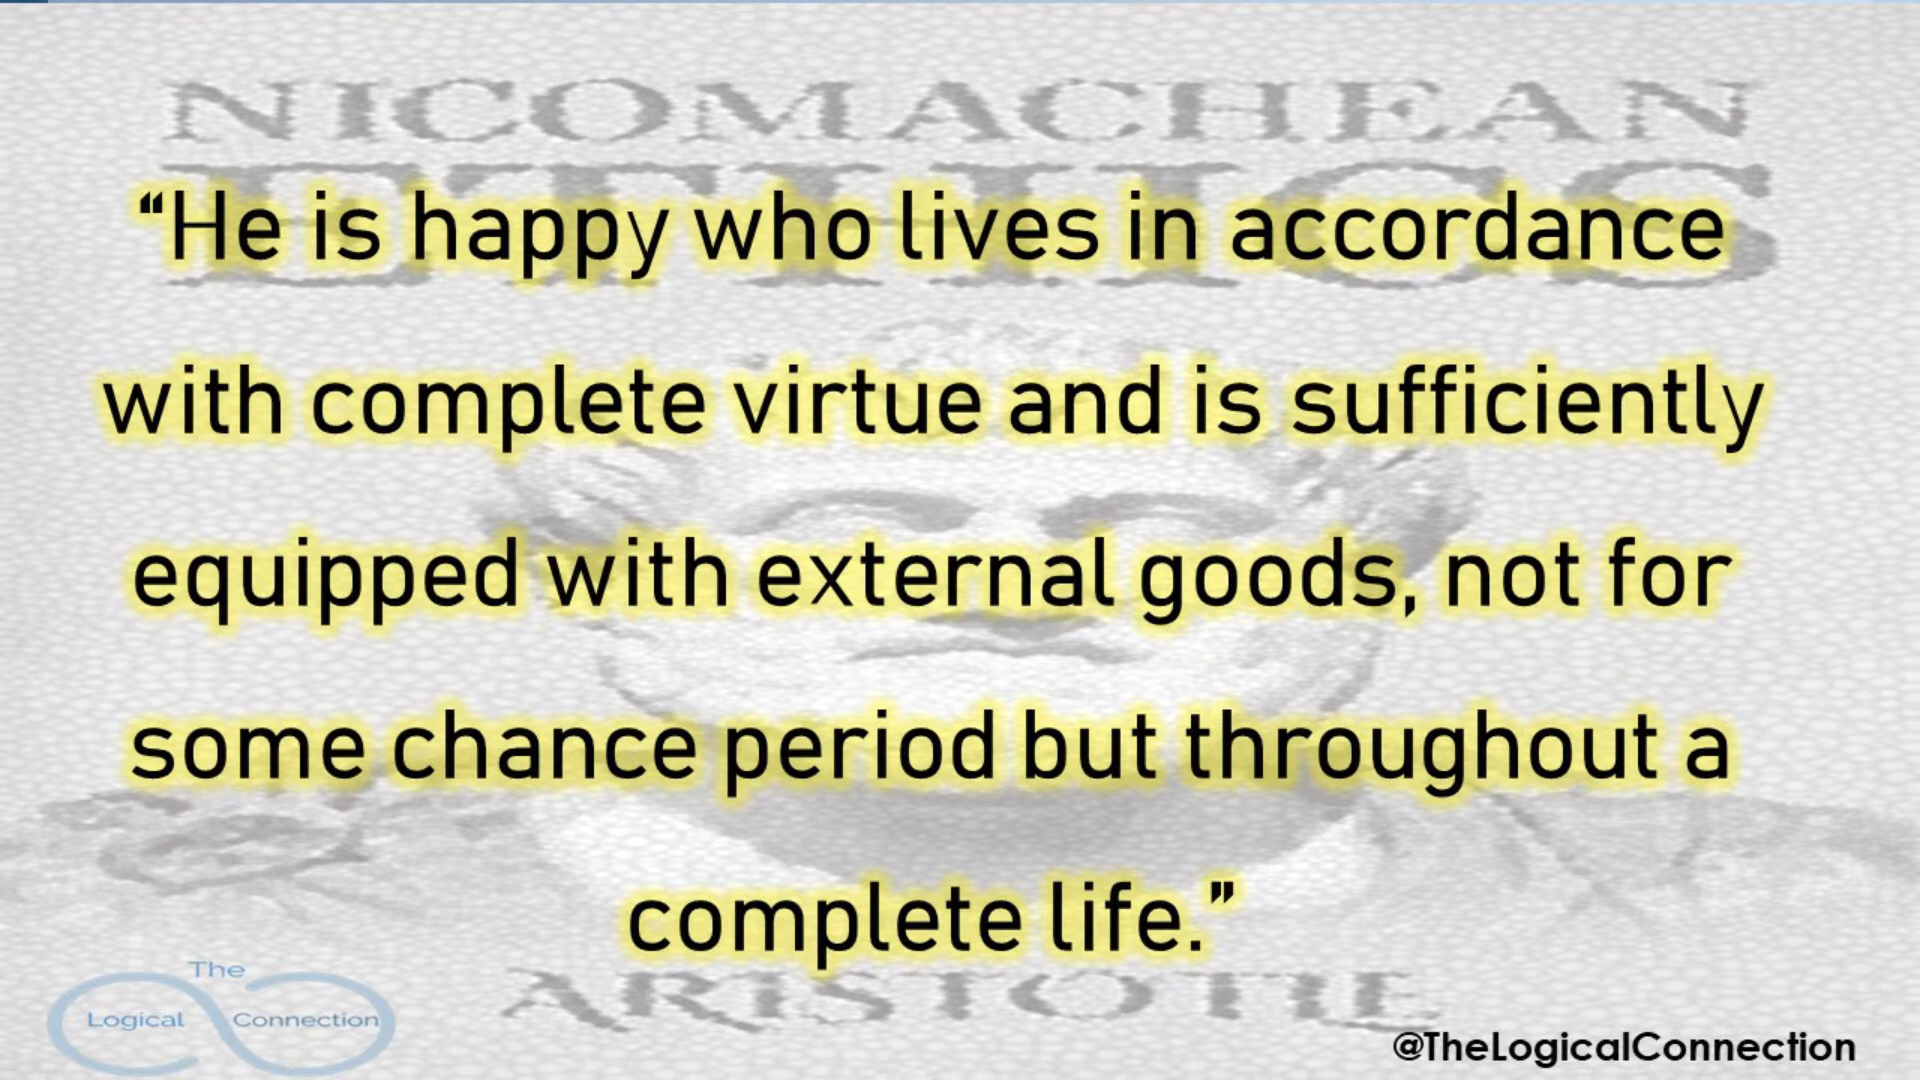 NICOMACHEAN
ETHICS
“He is happy who lives in accordance
with complete virtue and is sufficiently
equipped with external goods, not for
some chance period but throughout a
complete life.”
ARISTOTLE
The
Logical Connection
@TheLogicalConnection